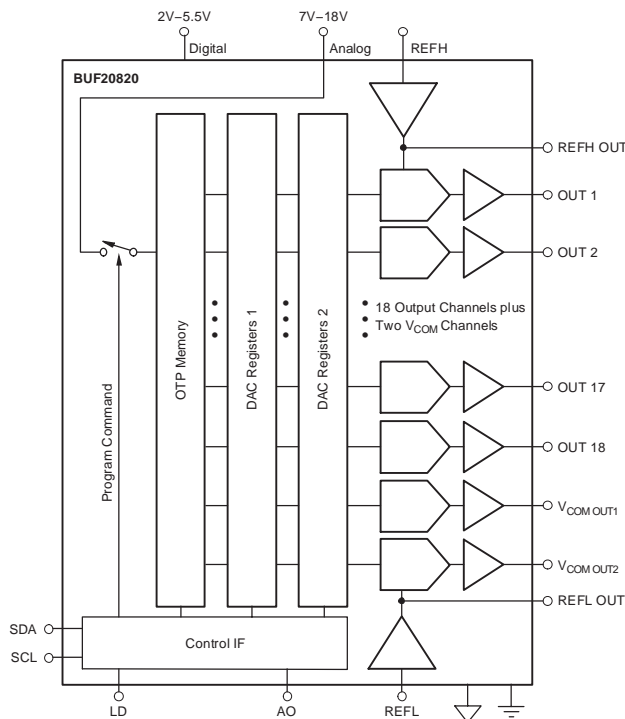 2V–5.5V
7V–18V
Digital
Analog
REFH
BUF20820
REFH OUT
OUT 1
OUT 2
18 Output Channels plus
Two VCOM Channels
OTP Memory
DAC Registers 1
DAC Registers 2
Program Command
OUT 17
OUT 18
VCOM OUT1
VCOM OUT2
REFL OUT
SDA
SCL
Control IF
LD
AO
REFL